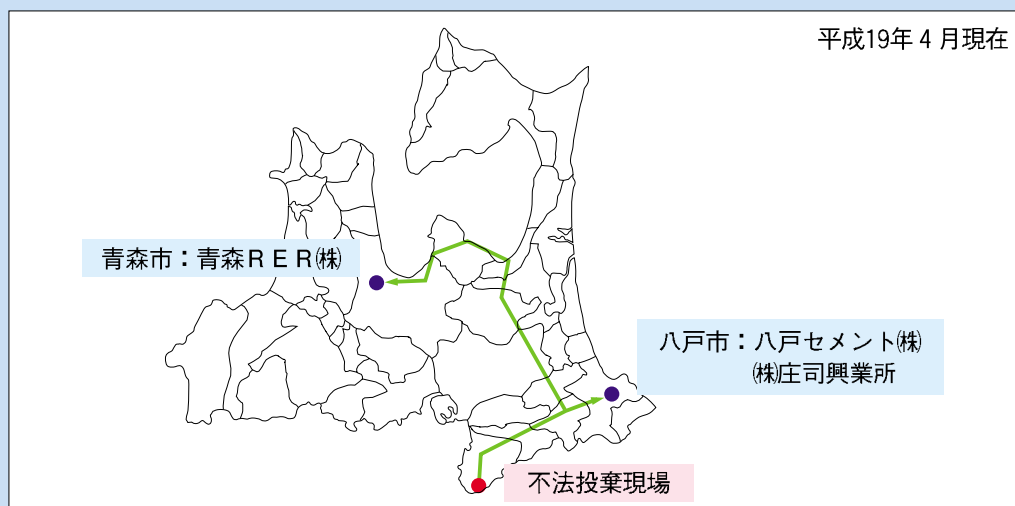 平成19年４月現在
青森市：青森ＲＥＲ㈱
八戸市：八戸セメント㈱
㈱庄司興業所
不法投棄現場